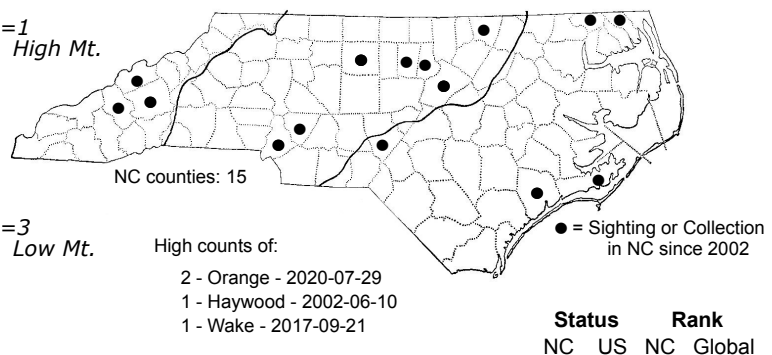 =1
High Mt.
NC counties: 15
=3
Low Mt.
High counts of:
2 - Orange - 2020-07-29
1 - Haywood - 2002-06-10
1 - Wake - 2017-09-21
● = Sighting or Collection
in NC since 2002
Status Rank
NC US NC Global